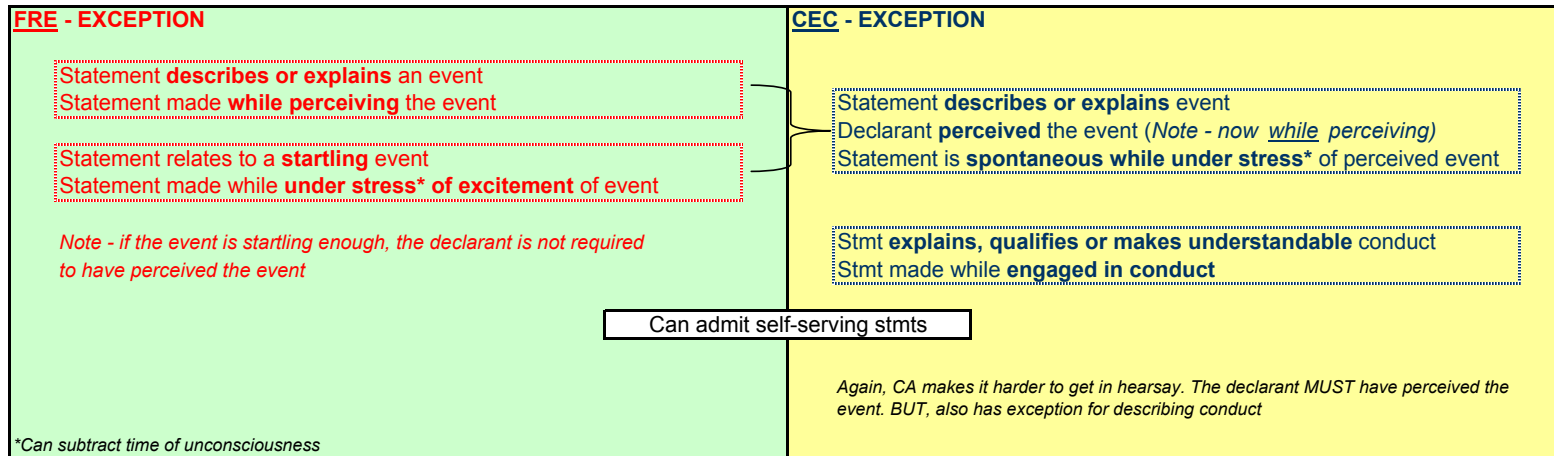 FRE - EXCEPTION
Statement describes or explains an event
Statement made while perceiving the event
Statement relates to a startling event
Statement made while under stress* of excitement of event
Note - if the event is startling enough, the declarant is not required
to have perceived the event
CEC - EXCEPTION
Statement describes or explains event
Declarant perceived the event (Note - now while perceiving)
Statement is spontaneous while under stress* of perceived event
Stmt explains, qualifies or makes understandable conduct
Stmt made while engaged in conduct
Can admit self-serving stmts
Again, CA makes it harder to get in hearsay. The declarant MUST have perceived the
event. BUT, also has exception for describing conduct
*Can subtract time of unconsciousness